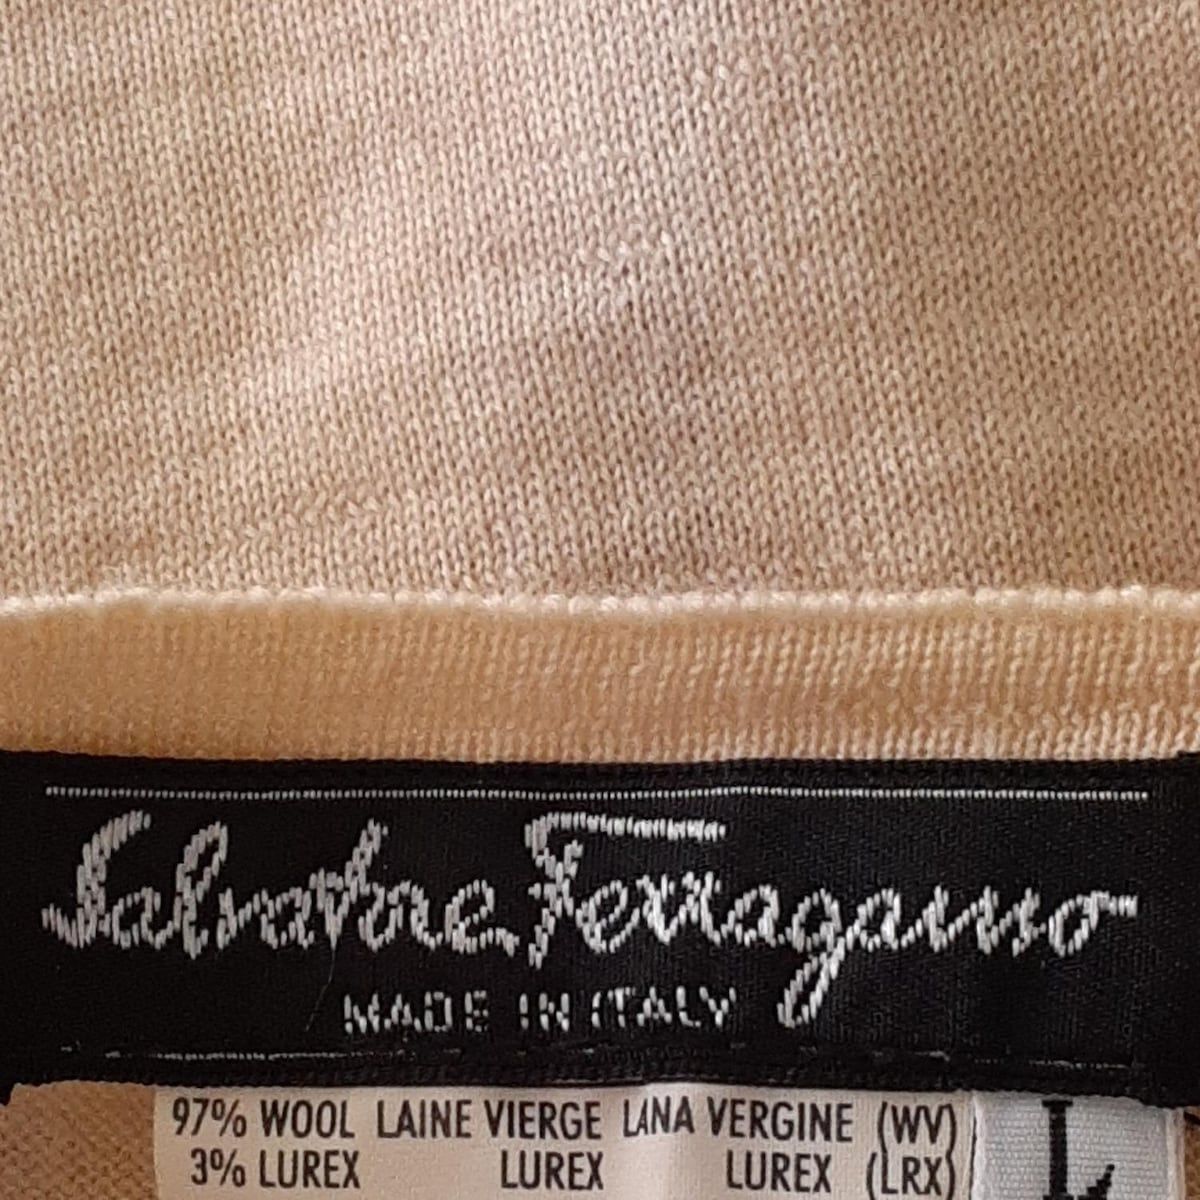 Salvatore Ferragamo
MADE IN ITALY
97% WOOL LAINE VIERGE LANA VERGINE (WV)
3% LUREX LUREX LUREX (LRX)
L